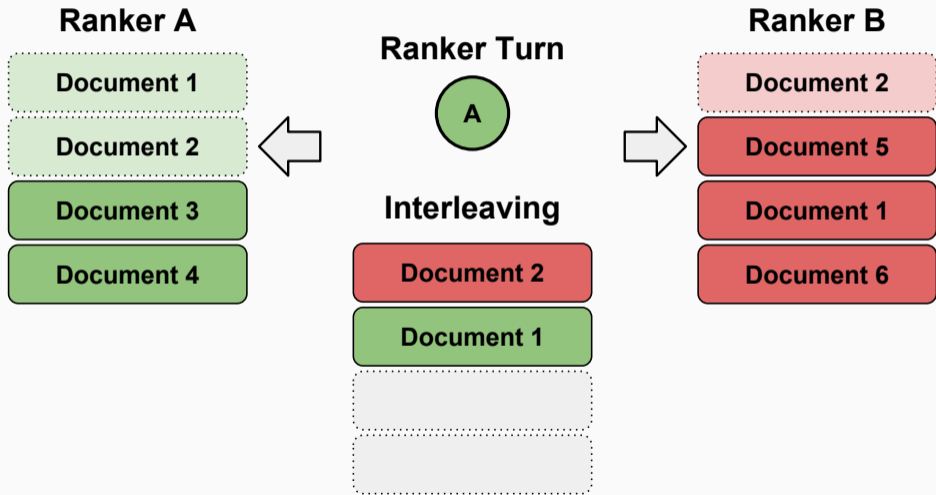 Ranker A
Document 1
Document 2
Document 3
Document 4
Ranker Turn
A
Interleaving
Document 2
Document 1
Ranker B
Document 2
Document 5
Document 1
Document 6